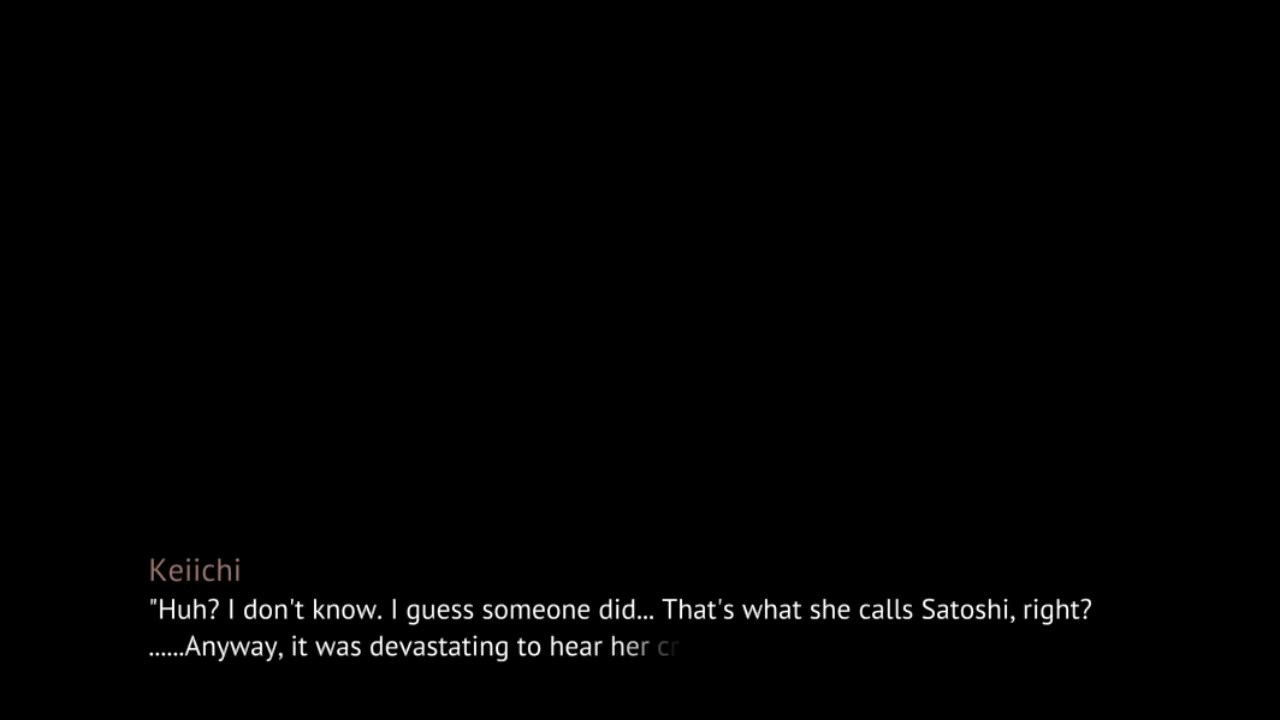 Keiichi
"Huh? I don't know. I guess someone did... That's what she calls Satoshi, right?
......Anyway, it was devastating to hear her cr